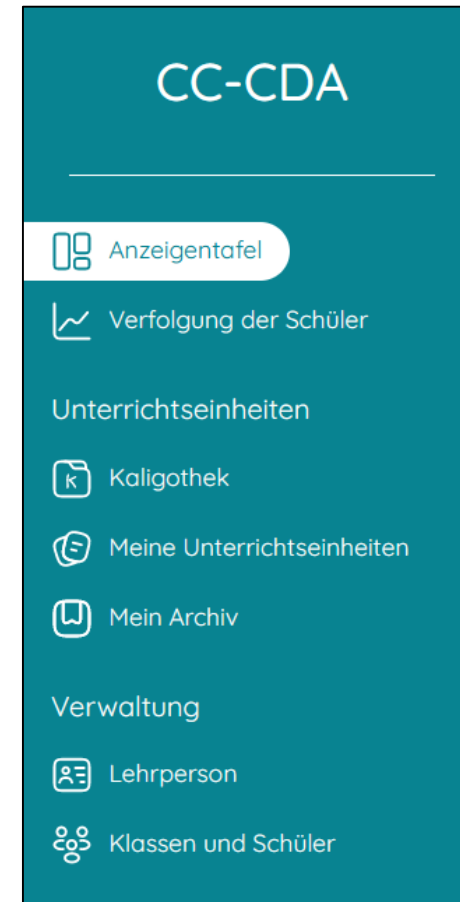 CC-CDA
Anzeigentafel
Verfolgung der Schüler
Unterrichtseinheiten
k Kaligothek
Meine Unterrichtseinheiten
Mein Archiv
Verwaltung
Lehrperson
Klassen und Schüler